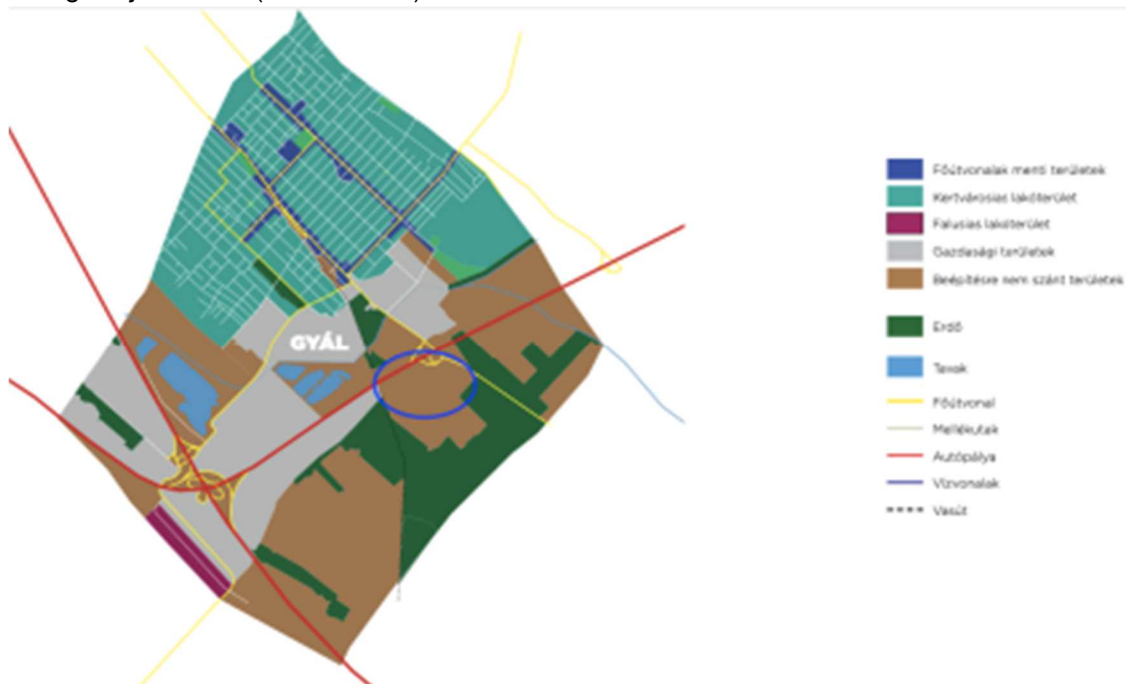 GYÁL
Főútvonalak menti területek
Kertvárosias lakóterület
Falusias lakóterület
Gazdasági területek
Beépítésre nem szánt területek
Erdő
Tavak
Főútvonal
Mellékutak
Autópálya
Vízvonalak
Vasút